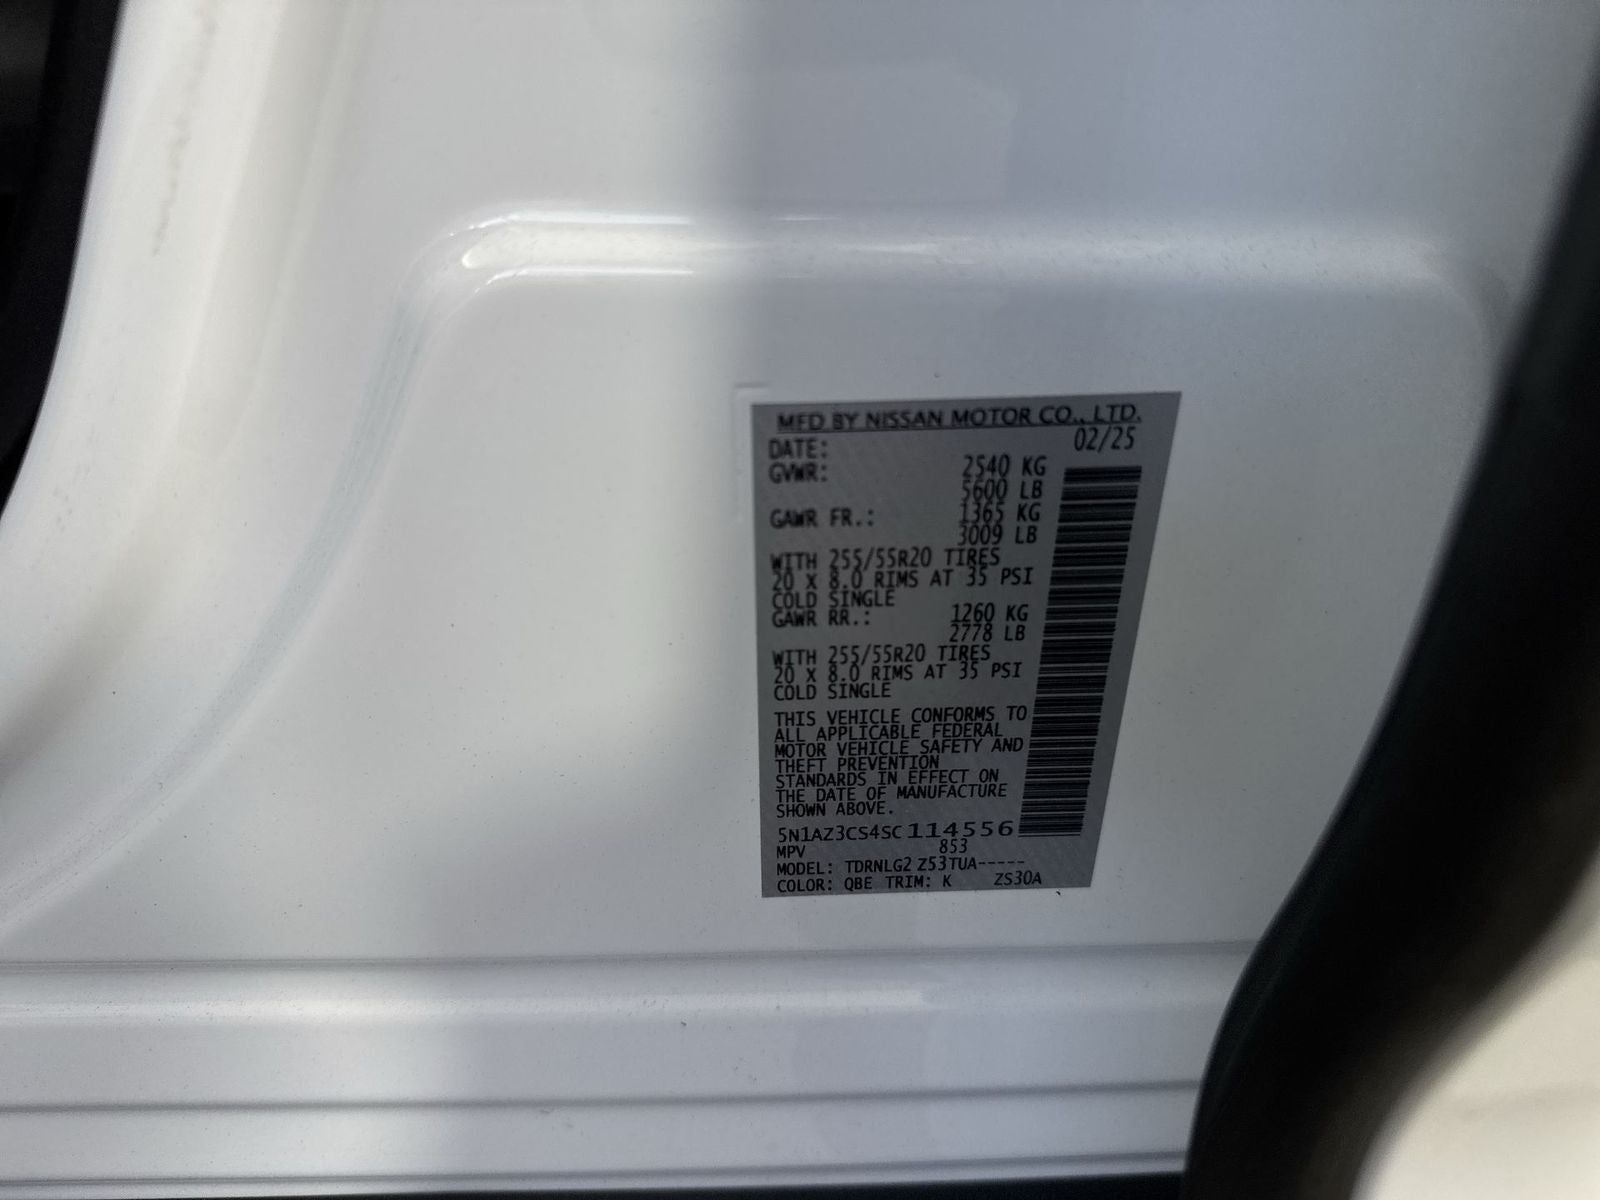 MFD BY NISSAN MOTOR CO., LTD.
DATE: 02/25
GVWR: 2540 KG
5600 LB
GAWR FR.: 1365 KG
3009 LB
WITH 255/55R20 TIRES
20 X 8.0 RIMS AT 35 PSI
COLD SINGLE
GAWR RR.: 1260 KG
2778 LB
WITH 255/55R20 TIRES
20 X 8.0 RIMS AT 35 PSI
COLD SINGLE
THIS VEHICLE CONFORMS TO
ALL APPLICABLE FEDERAL
MOTOR VEHICLE SAFETY AND
THEFT PREVENTION
STANDARDS IN EFFECT ON
THE DATE OF MANUFACTURE
SHOWN ABOVE.
5N1AZ3CS4SC114556
MPV 853
MODEL: TDRNLG2 Z53TUA-----
COLOR: QBE TRIM: K ZS30A